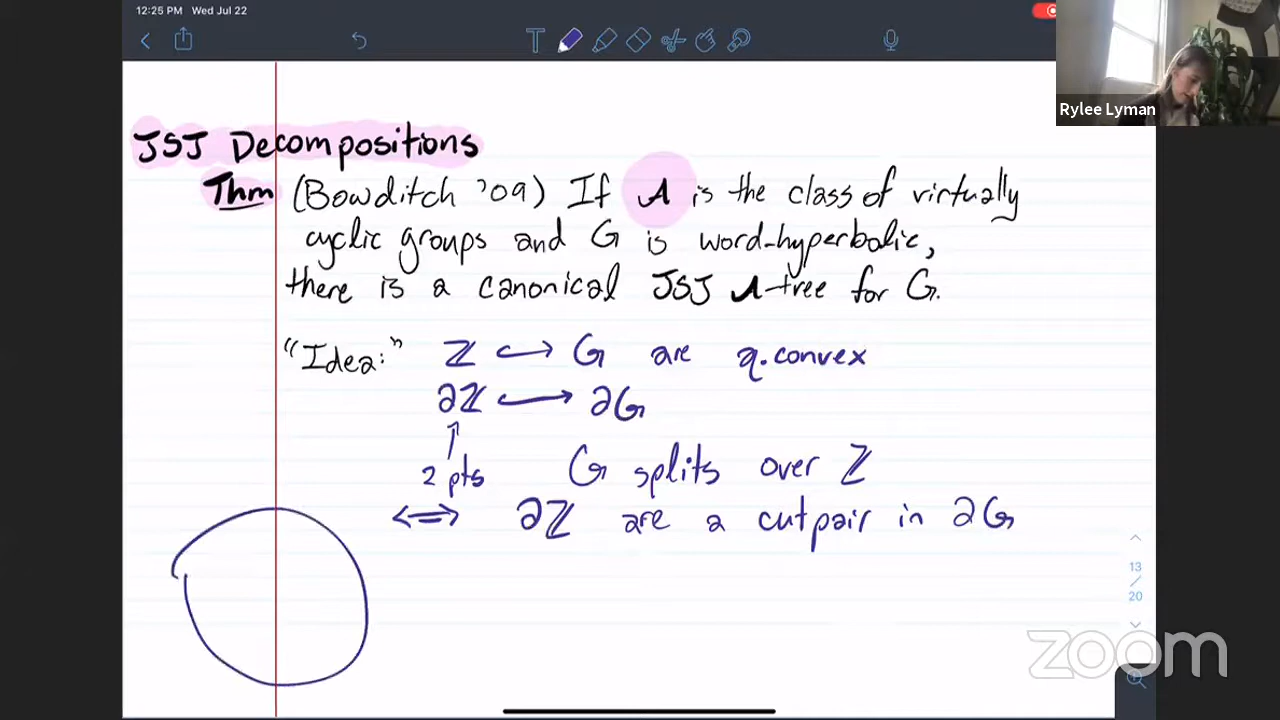 12:25 PM Wed Jul 22
Rylee Lyman
JSJ Decompositions
Thm (Bowditch '09) If A is the class of virtually
cyclic groups and G is word-hyperbolic,
there is a canonical JSJ A-tree for G.
"Idea:" ℤ ↪ G are q.convex
∂ℤ ↪ ∂G
↑
2 pts G splits over ℤ
⟺ ∂ℤ are a cutpair in ∂G
13
/
20
zoom